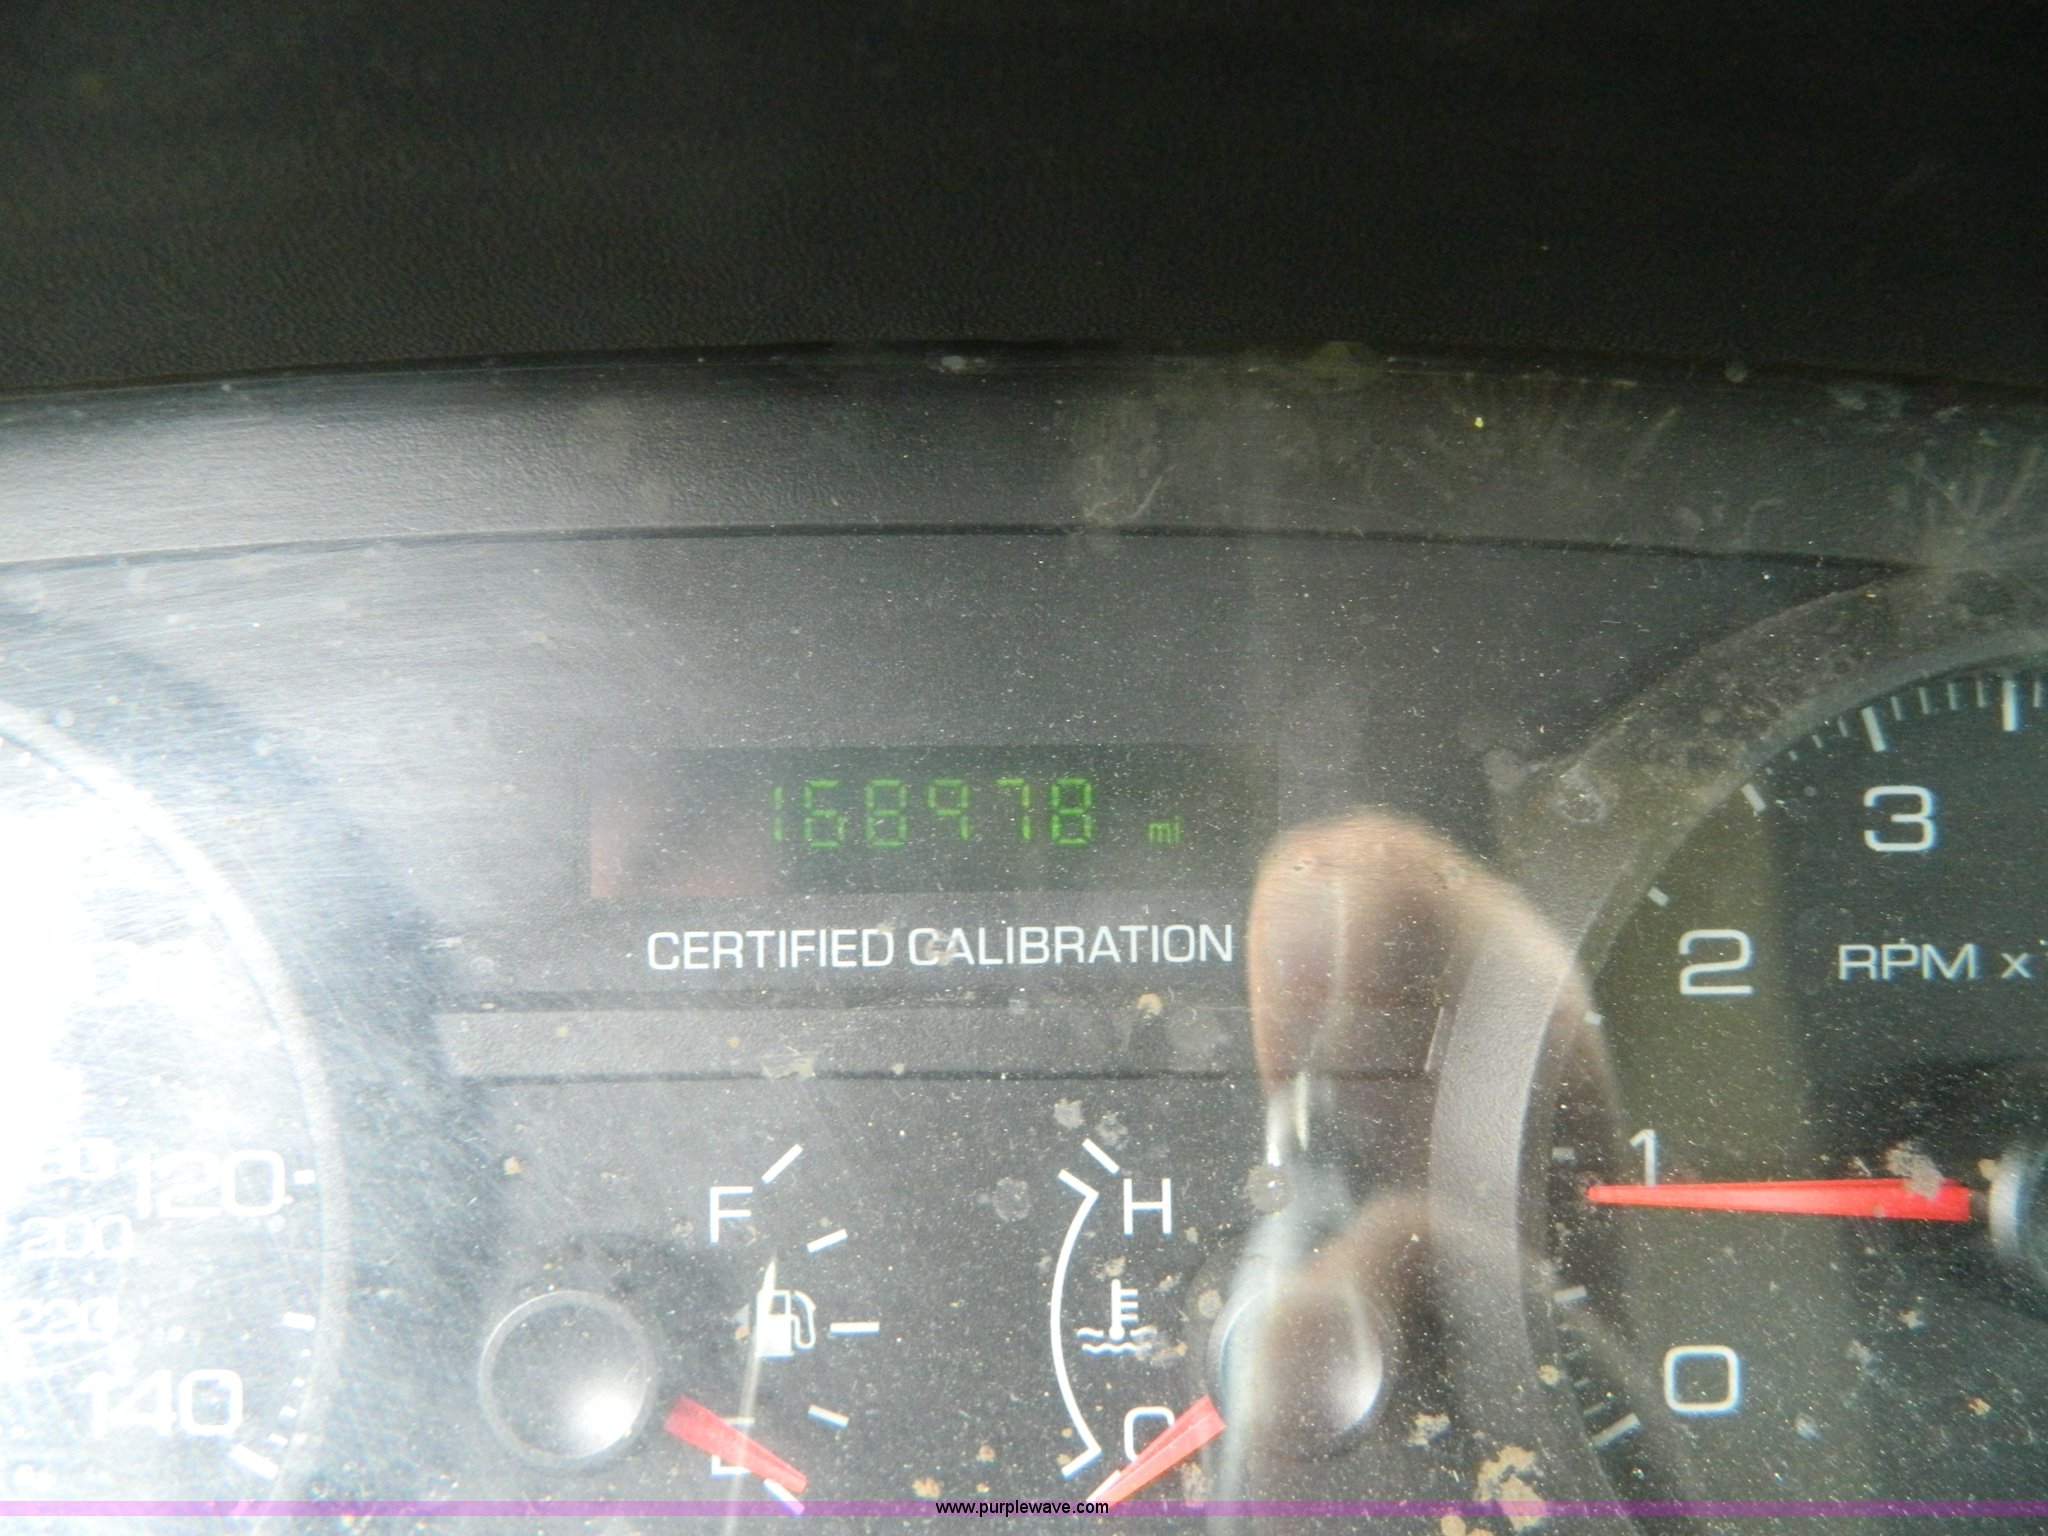 168978 mi
CERTIFIED CALIBRATION
3
2
RPM x
1
0
120
200
220
140
F
H
E
C
www.purplewave.com